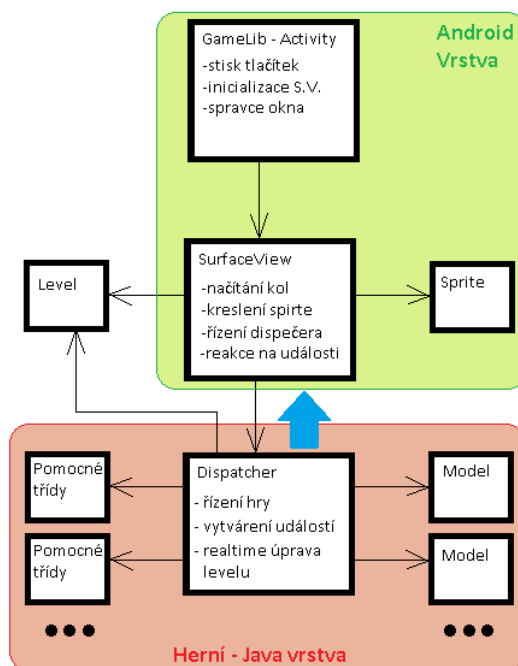 GameLib - Activity
-stisk tlačítek
-inicializace S.V.
-spravce okna
Android
Vrstva
Level
SurfaceView
-načítání kol
-kreslení spirte
-řízení dispečera
-reakce na události
Sprite
Pomocné
třídy
Dispatcher
- řízení hry
- vytváření událostí
- realtime úprava
levelu
Model
Pomocné
třídy
Model
Herní - Java vrstva